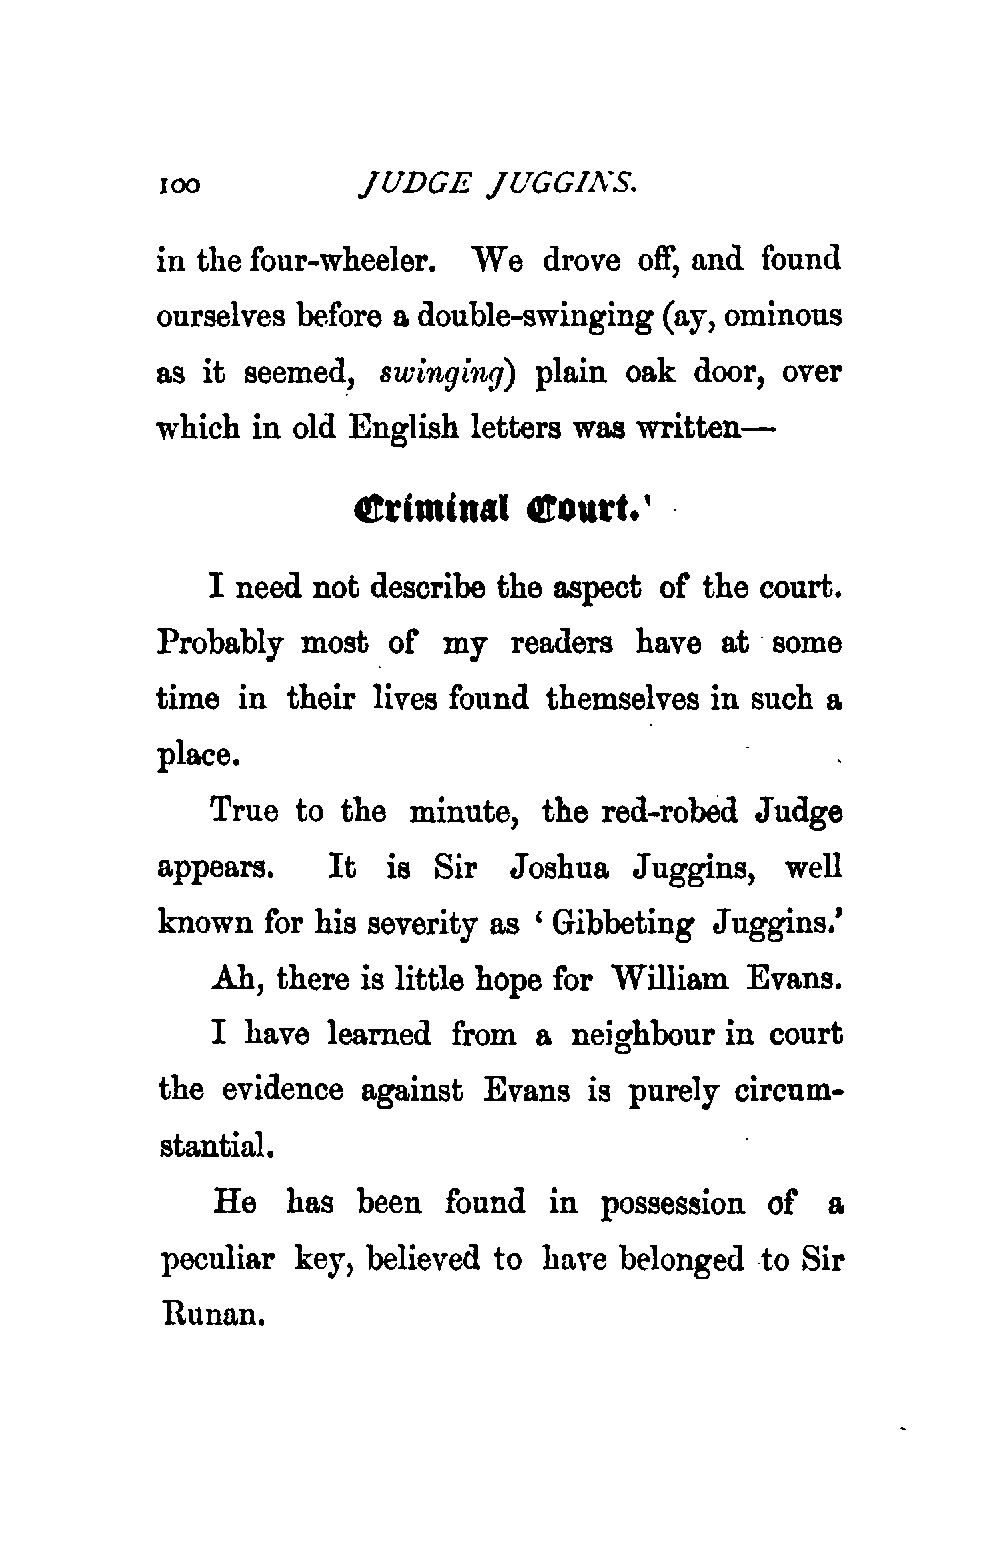 100 JUDGE JUGGINS.
in the four-wheeler. We drove off, and found
ourselves before a double-swinging (ay, ominous
as it seemed, swinging) plain oak door, over
which in old English letters was written—
Criminal Court.'
I need not describe the aspect of the court.
Probably most of my readers have at some
time in their lives found themselves in such a
place.
True to the minute, the red-robed Judge
appears. It is Sir Joshua Juggins, well
known for his severity as ‘ Gibbeting Juggins.’
Ah, there is little hope for William Evans.
I have learned from a neighbour in court
the evidence against Evans is purely circum-
stantial.
He has been found in possession of a
peculiar key, believed to have belonged to Sir
Runan.